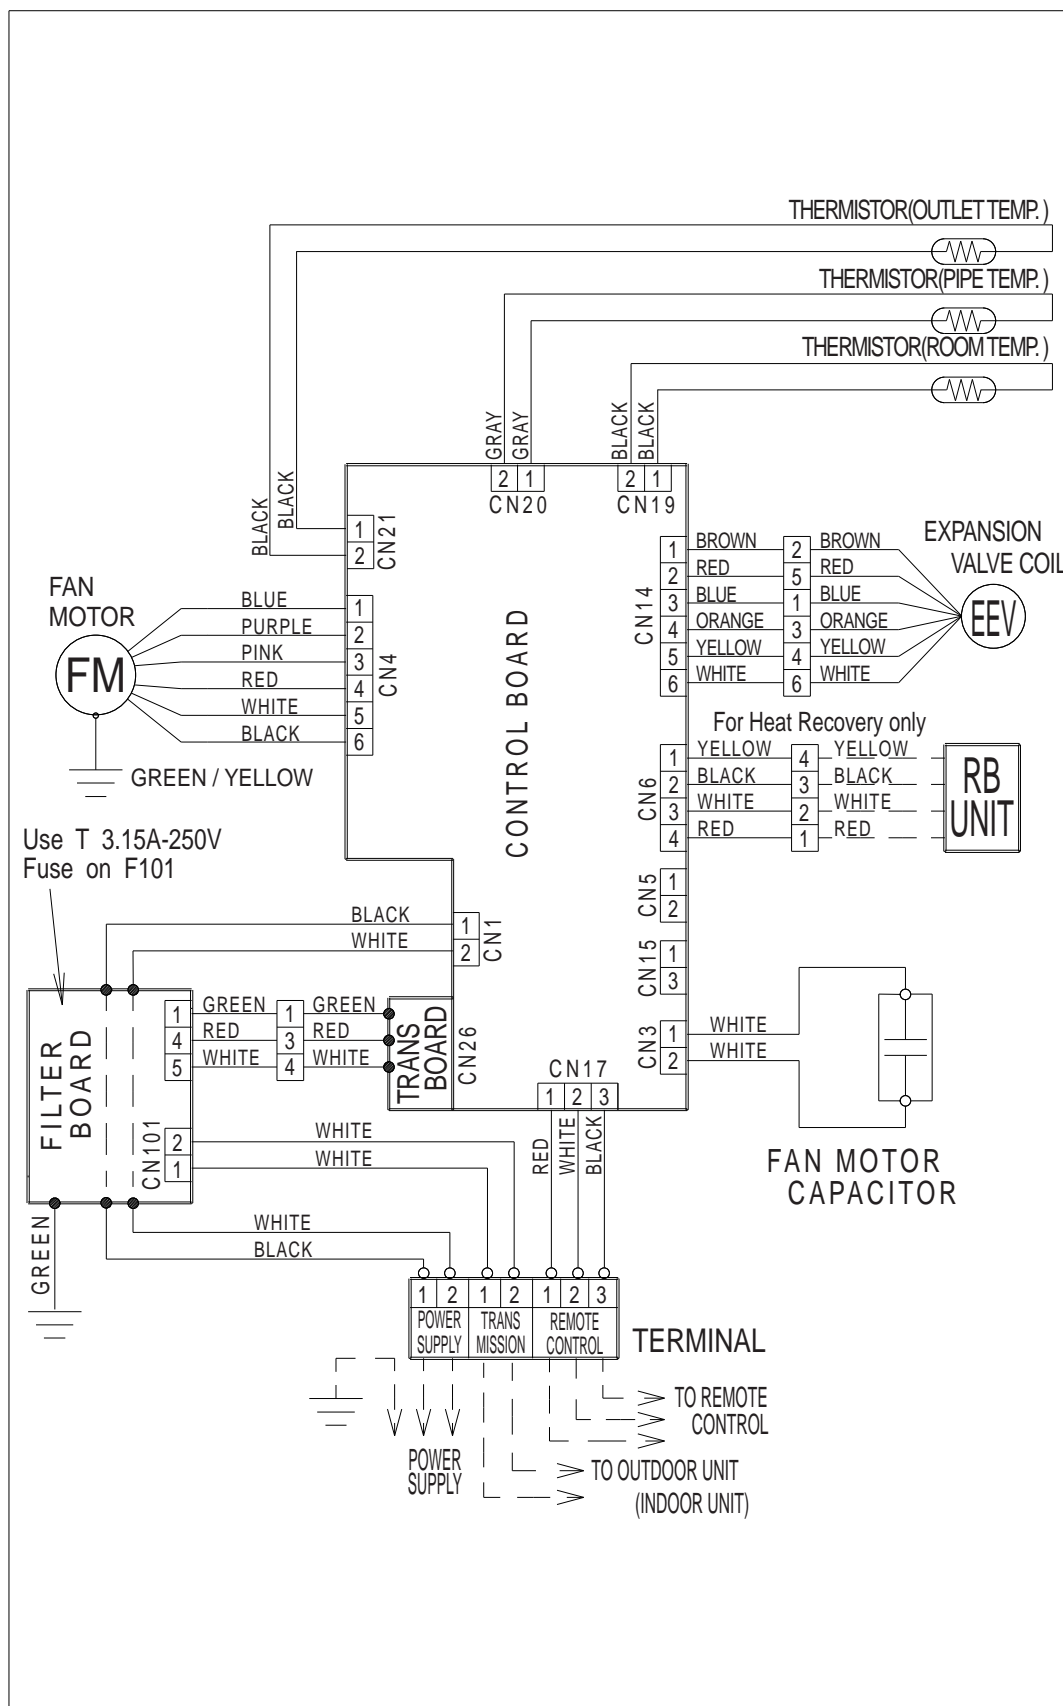 THERMISTOR(OUTLET TEMP.)
THERMISTOR(PIPE TEMP.)
THERMISTOR(ROOM TEMP.)
GRAY
GRAY
BLACK
BLACK
2 1
CN20
2 1
CN19
BLACK
BLACK
1
2
CN21
FAN
MOTOR
FM
BLUE
PURPLE
PINK
RED
WHITE
BLACK
1
2
3
4
5
6
CN4
GREEN / YELLOW
CONTROL BOARD
CN14
1 BROWN 2 BROWN
2 RED 5 RED
3 BLUE 1 BLUE
4 ORANGE 3 ORANGE
5 YELLOW 4 YELLOW
6 WHITE 6 WHITE
EXPANSION
VALVE COIL
EEV
For Heat Recovery only
CN6
1 YELLOW 4 YELLOW
2 BLACK 3 BLACK
3 WHITE 2 WHITE
4 RED 1 RED
RB
UNIT
CN5
1
2
CN15
1
3
CN3
1 WHITE
2 WHITE
FAN MOTOR
CAPACITOR
Use T 3.15A-250V
Fuse on F101
BLACK 1
WHITE 2
CN1
FILTER
BOARD
1 GREEN 1 GREEN
4 RED 3 RED
5 WHITE 4 WHITE
TRANS
BOARD
CN26
CN101
2 WHITE
1 WHITE
CN17
1 2 3
RED
WHITE
BLACK
GREEN
WHITE
BLACK
1 2 1 2 1 2 3
POWER
SUPPLY
TRANS
MISSION
REMOTE
CONTROL
TERMINAL
TO REMOTE
CONTROL
POWER
SUPPLY
TO OUTDOOR UNIT
(INDOOR UNIT)